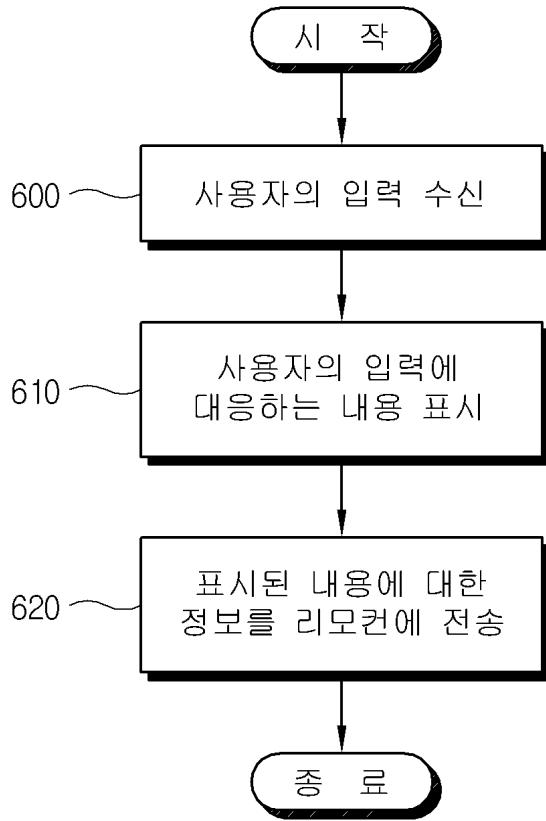 시 작
600
사용자의 입력 수신
610
사용자의 입력에
대응하는 내용 표시
620
표시된 내용에 대한
정보를 리모컨에 전송
종 료